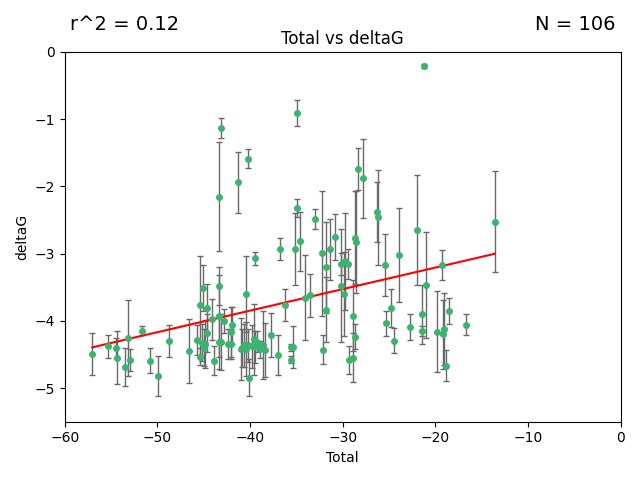 r^2 = 0.12
N = 106
Total vs deltaG
0
−1
−2
−3
−4
−5
deltaG
−60
−50
−40
−30
−20
−10
0
Total